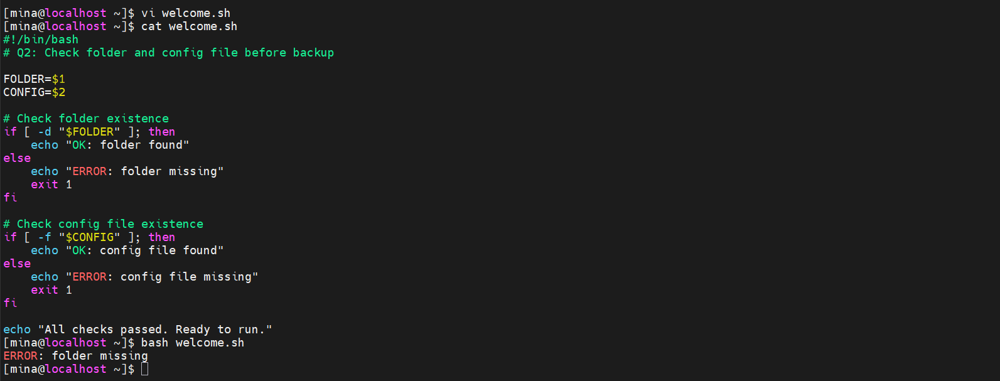 [mina@localhost ~]$ vi welcome.sh
[mina@localhost ~]$ cat welcome.sh
#!/bin/bash
# Q2: Check folder and config file before backup

FOLDER=$1
CONFIG=$2

# Check folder existence
if [ -d "$FOLDER" ]; then
    echo "OK: folder found"
else
    echo "ERROR: folder missing"
    exit 1
fi

# Check config file existence
if [ -f "$CONFIG" ]; then
    echo "OK: config file found"
else
    echo "ERROR: config file missing"
    exit 1
fi

echo "All checks passed. Ready to run."
[mina@localhost ~]$ bash welcome.sh
ERROR: folder missing
[mina@localhost ~]$